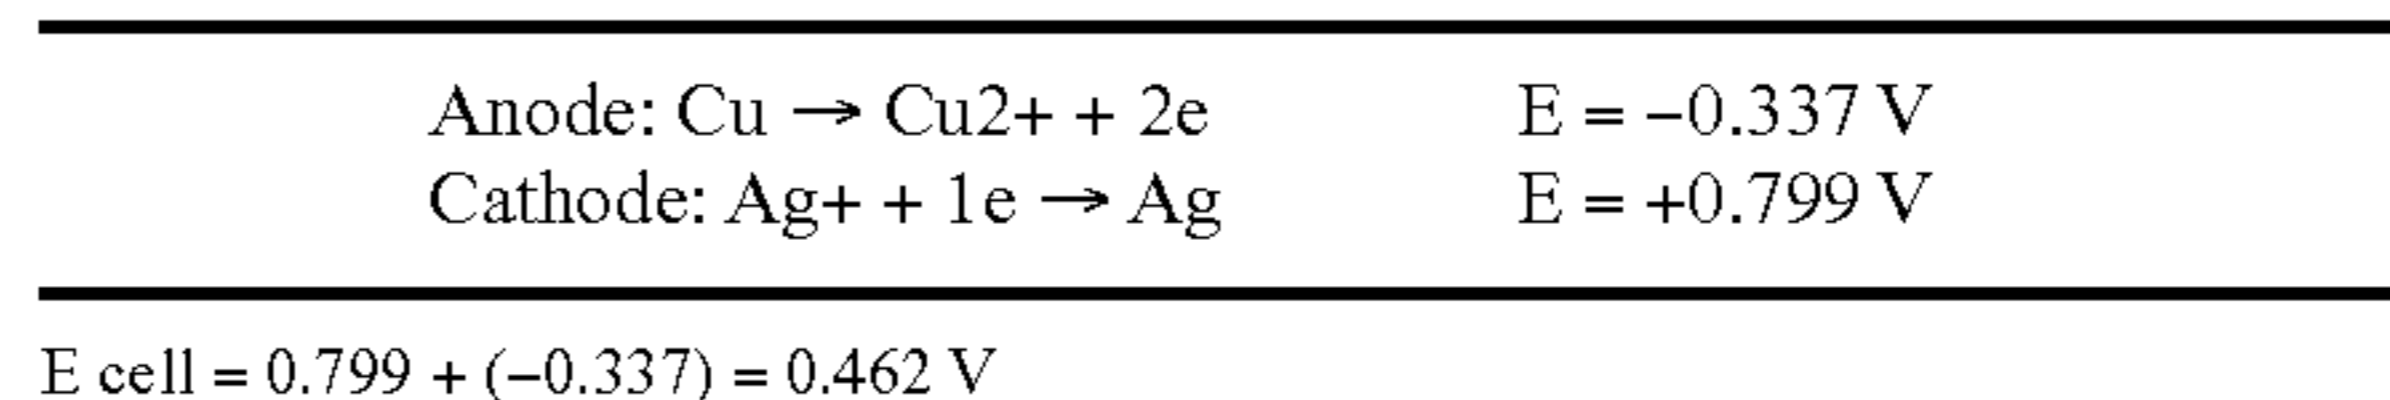 Anode: Cu → Cu2+ + 2e E = −0.337 V
Cathode: Ag+ + 1e → Ag E = +0.799 V
E cell = 0.799 + (−0.337) = 0.462 V